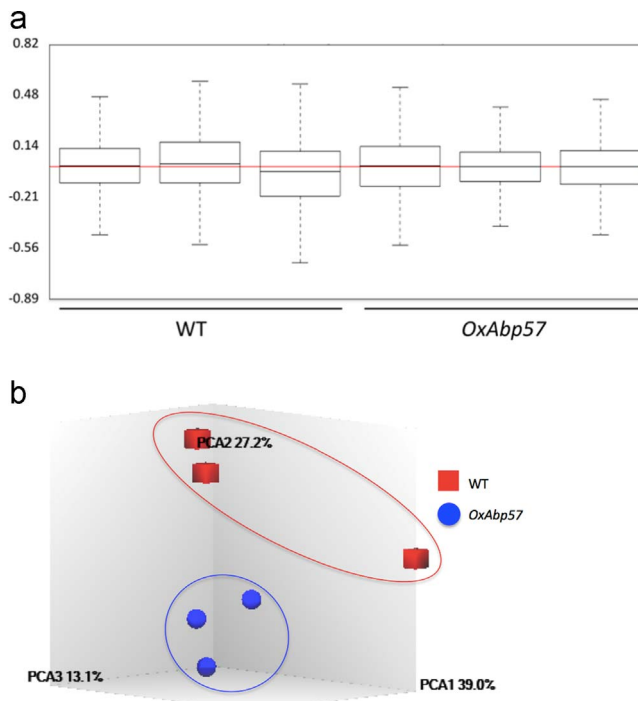 a
0.82
0.48
0.14
-0.21
-0.56
-0.89
WT
OxAbp57
b
PCA2 27.2%
WT
OxAbp57
PCA3 13.1%
PCA1 39.0%